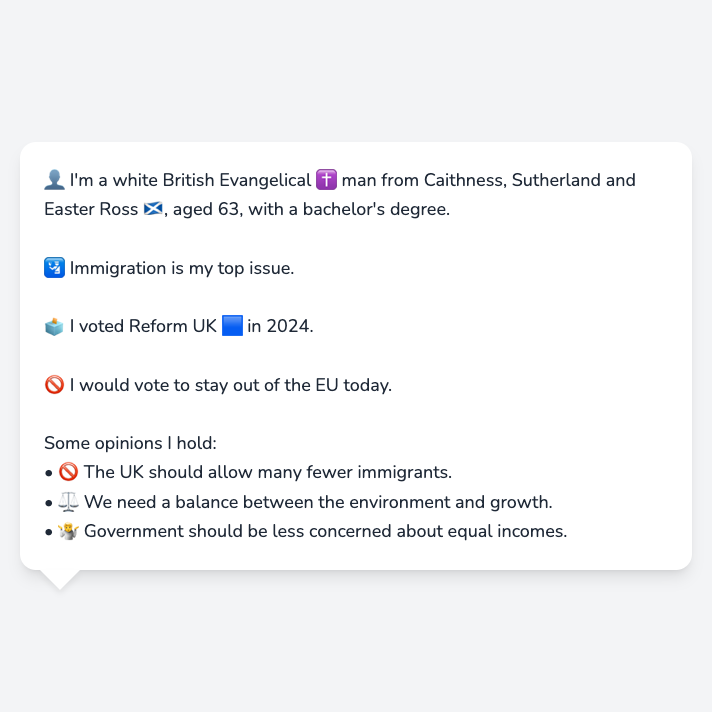 👤 I'm a white British Evangelical ✝️ man from Caithness, Sutherland and
Easter Ross 🏴󠁧󠁢󠁳󠁣󠁴󠁿, aged 63, with a bachelor's degree.
🛂 Immigration is my top issue.
🗳️ I voted Reform UK 🟦 in 2024.
🚫 I would vote to stay out of the EU today.
Some opinions I hold:
• 🚫 The UK should allow many fewer immigrants.
• ⚖️ We need a balance between the environment and growth.
• 🤷 Government should be less concerned about equal incomes.